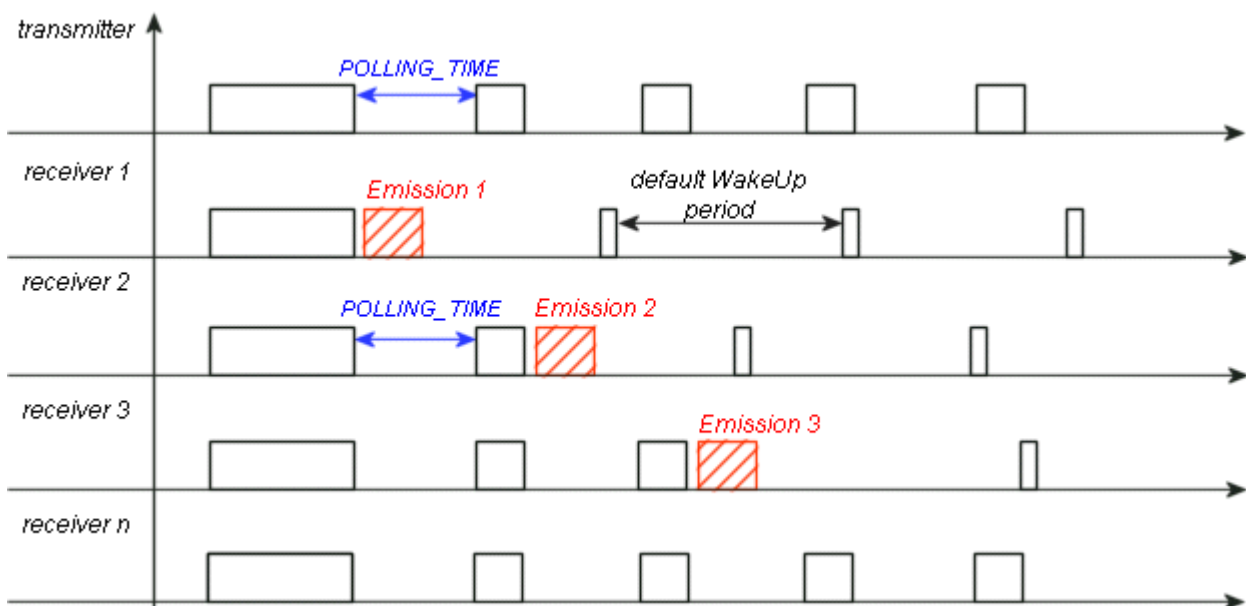 transmitter
POLLING_TIME
receiver 1
Emission 1
default WakeUp
period
receiver 2
POLLING_TIME
Emission 2
receiver 3
Emission 3
receiver n